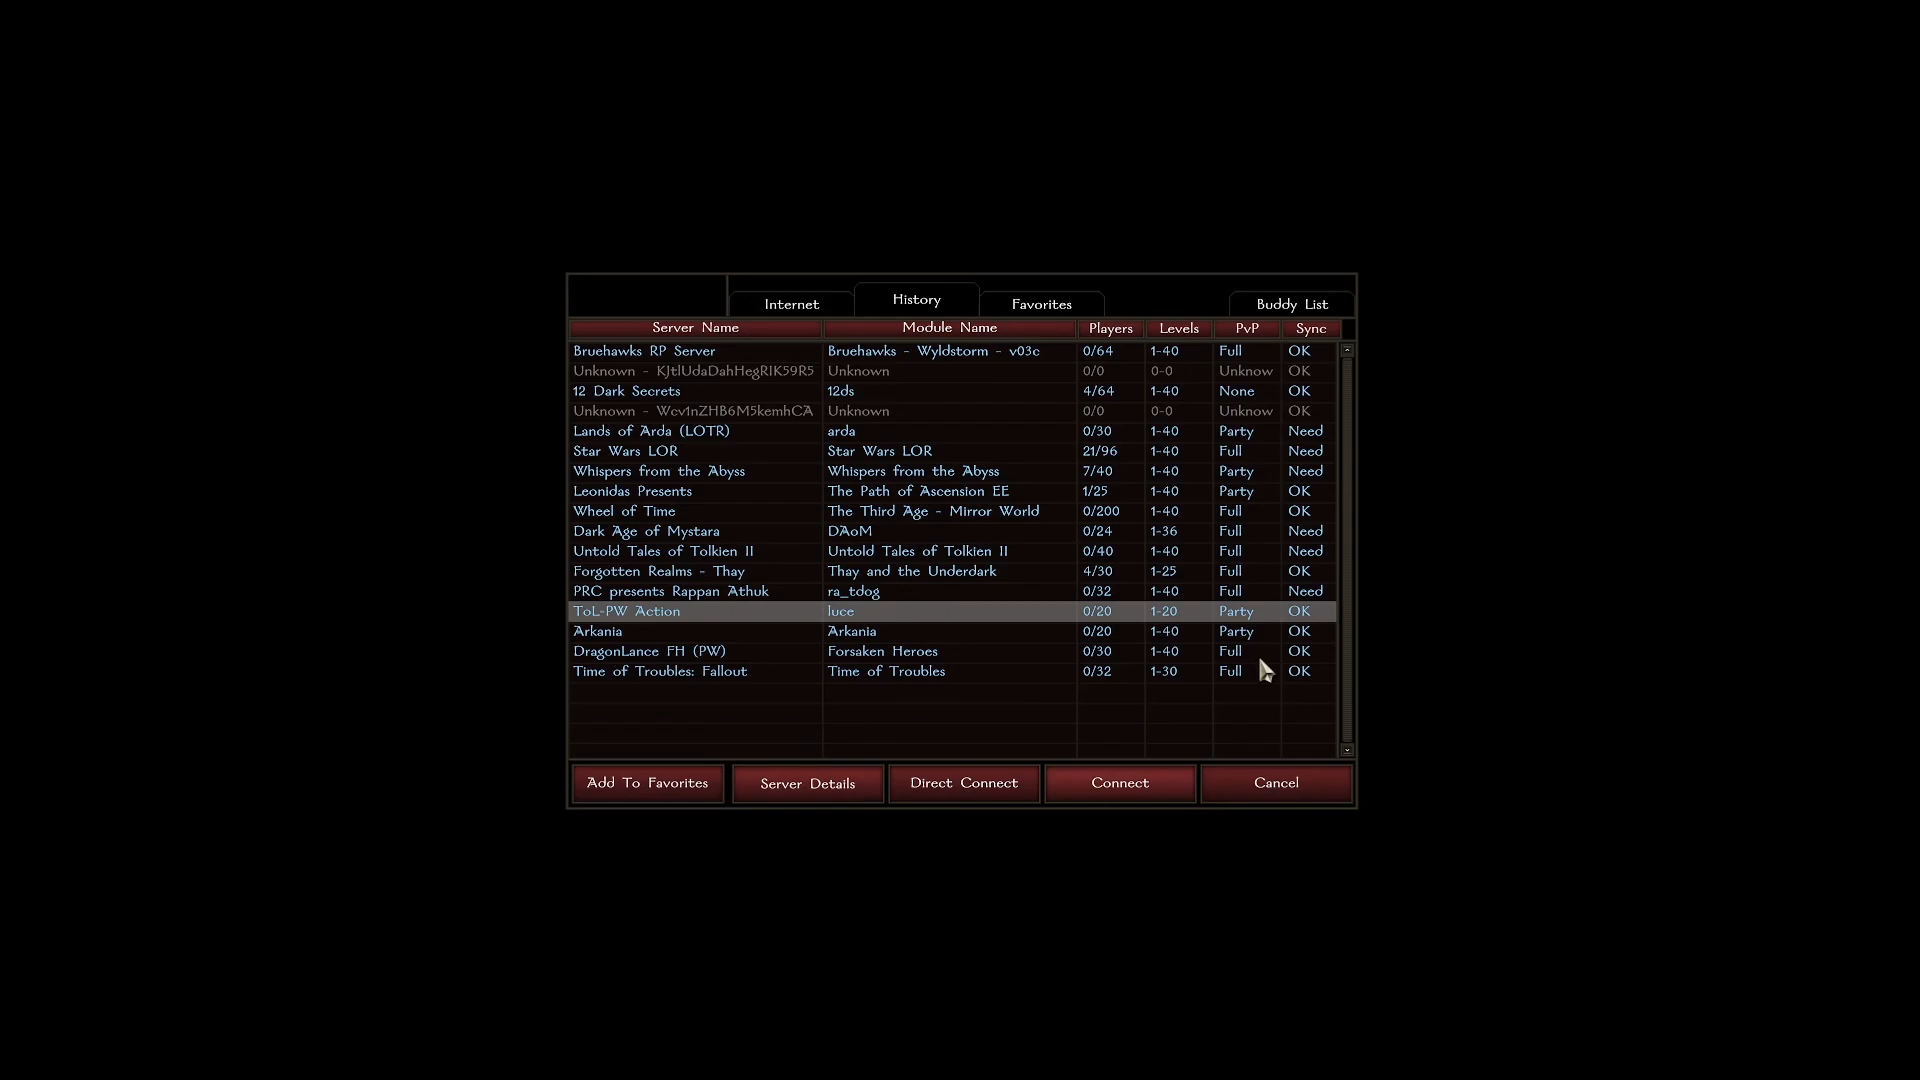 Internet History Favorites Buddy List
Server Name Module Name Players Levels PvP Sync
Bruehawks RP Server Bruehawks - Wyldstorm - v03c 0/64 1-40 Full OK
Unknown - KJtlUdaDahHegRIK59R5 Unknown 0/0 0-0 Unknow OK
12 Dark Secrets 12ds 4/64 1-40 None OK
Unknown - Wcv1nZHB6M5kemhCA Unknown 0/0 0-0 Unknow OK
Lands of Arda (LOTR) arda 0/30 1-40 Party Need
Star Wars LOR Star Wars LOR 21/96 1-40 Full Need
Whispers from the Abyss Whispers from the Abyss 7/40 1-40 Party Need
Leonidas Presents The Path of Ascension EE 1/25 1-40 Party OK
Wheel of Time The Third Age - Mirror World 0/200 1-40 Full OK
Dark Age of Mystara DAoM 0/24 1-36 Full Need
Untold Tales of Tolkien II Untold Tales of Tolkien II 0/40 1-40 Full Need
Forgotten Realms - Thay Thay and the Underdark 4/30 1-25 Full OK
PRC presents Rappan Athuk ra_tdog 0/32 1-40 Full Need
ToL-PW Action luce 0/20 1-20 Party OK
Arkania Arkania 0/20 1-40 Party OK
DragonLance FH (PW) Forsaken Heroes 0/30 1-40 Full OK
Time of Troubles: Fallout Time of Troubles 0/32 1-30 Full OK
Add To Favorites Server Details Direct Connect Connect Cancel